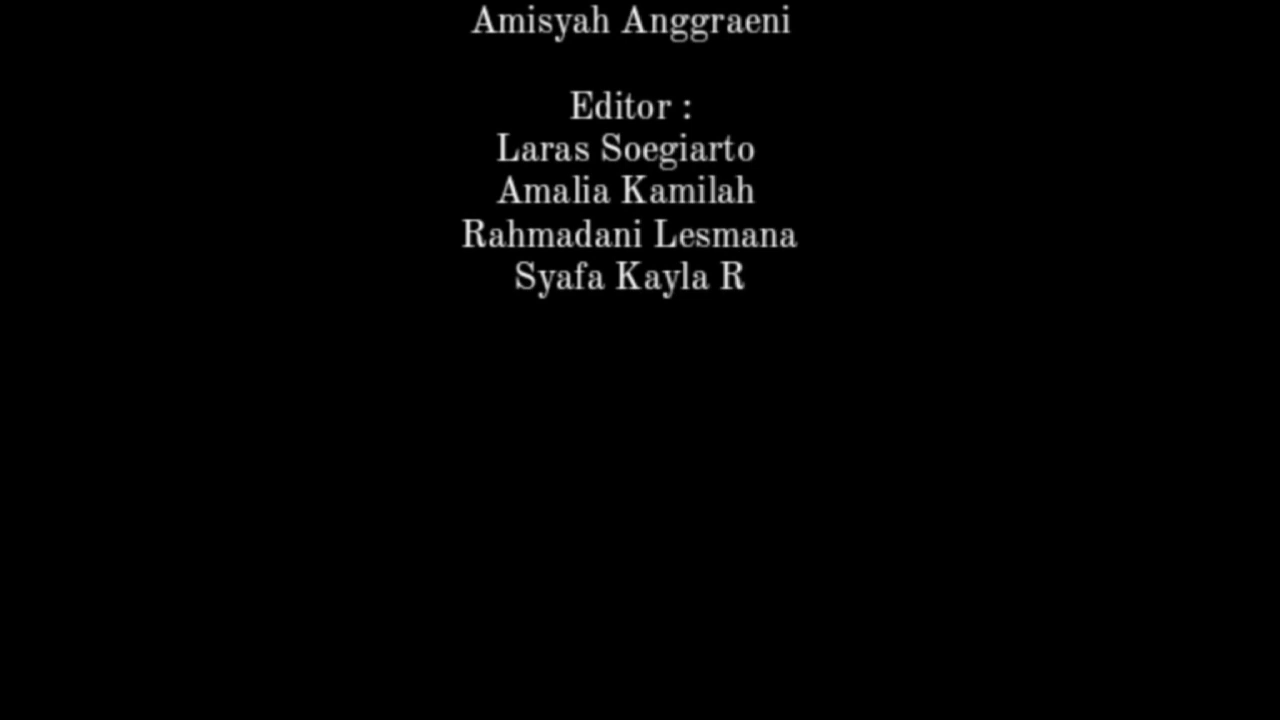 Amisyah Anggraeni
Editor :
Laras Soegiarto
Amalia Kamilah
Rahmadani Lesmana
Syafa Kayla R